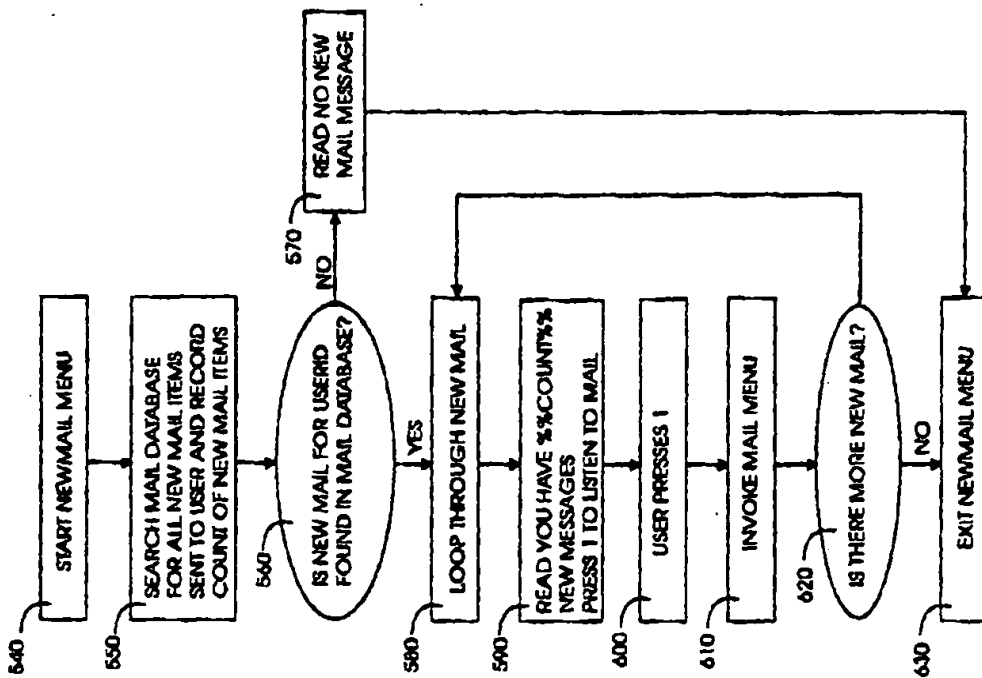 540
START NEWMAIL MENU
550
SEARCH MAIL DATABASE
FOR ALL NEW MAIL ITEMS
SENT TO USER AND RECORD
COUNT OF NEW MAIL ITEMS
560
IS NEW MAIL FOR USERID
FOUND IN MAIL DATABASE?
NO
570
READ NO NEW
MAIL MESSAGE
YES
580
LOOP THROUGH NEW MAIL
590
READ YOU HAVE %%COUNT%%
NEW MESSAGES
PRESS 1 TO LISTEN TO MAIL
600
USER PRESSES 1
610
INVOKE MAIL MENU
620
IS THERE MORE NEW MAIL?
NO
630
EXIT NEWMAIL MENU